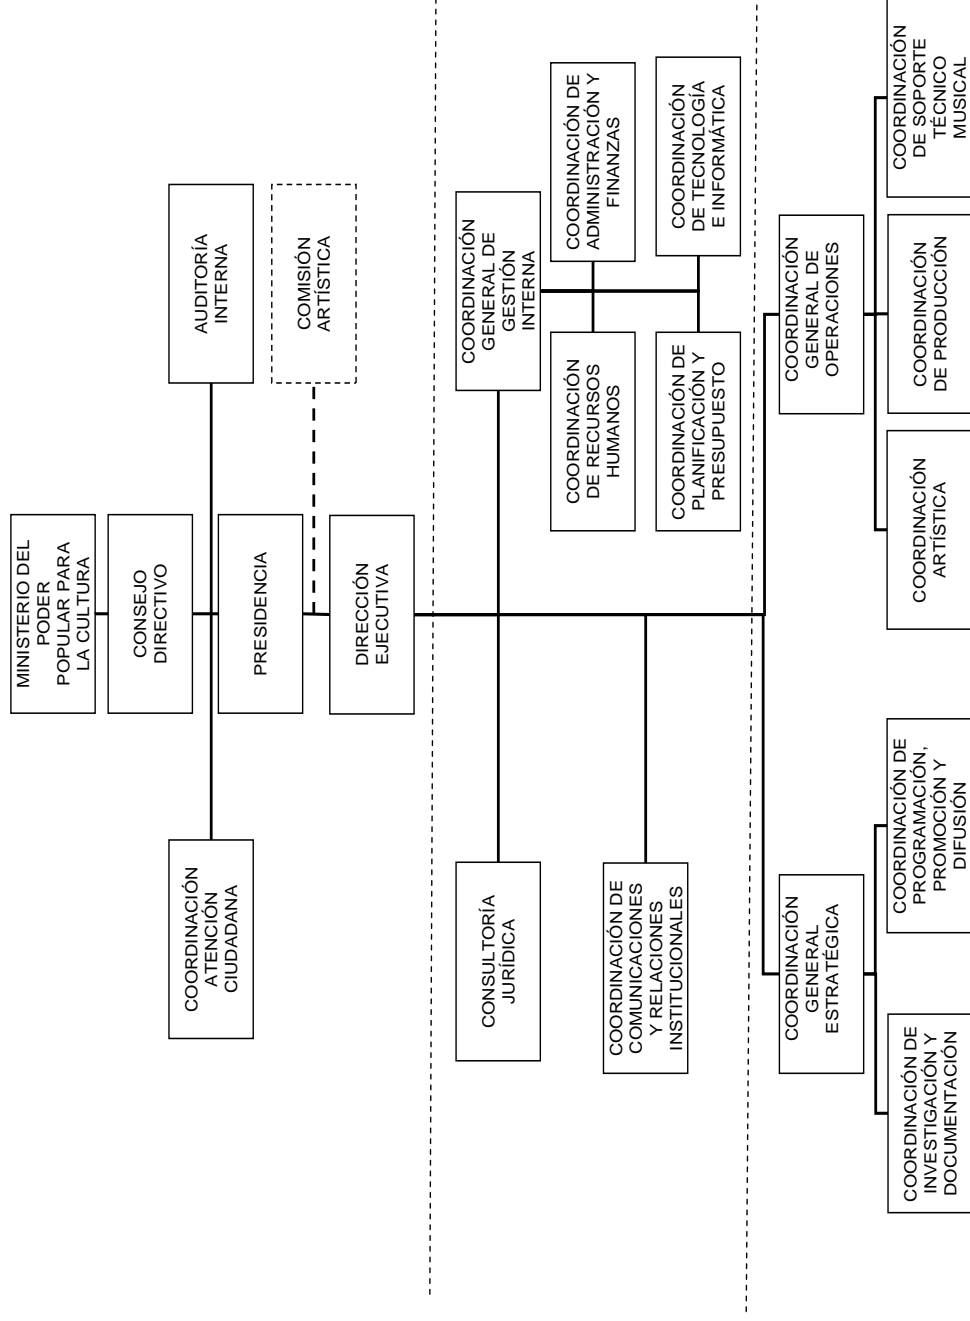 MINISTERIO DEL
PODER
POPULAR PARA
LA CULTURA
CONSEJO
DIRECTIVO
COORDINACIÓN
ATENCIÓN
CIUDADANA
AUDITORÍA
INTERNA
PRESIDENCIA
COMISIÓN
ARTÍSTICA
DIRECCIÓN
EJECUTIVA
CONSULTORÍA
JURÍDICA
COORDINACIÓN
GENERAL DE
GESTIÓN
INTERNA
COORDINACIÓN
DE RECURSOS
HUMANOS
COORDINACIÓN DE
ADMINISTRACIÓN Y
FINANZAS
COORDINACIÓN DE
COMUNICACIONES
Y RELACIONES
INSTITUCIONALES
COORDINACIÓN DE
PLANIFICACIÓN Y
PRESUPUESTO
COORDINACIÓN
DE TECNOLOGÍA
E INFORMÁTICA
COORDINACIÓN
GENERAL
ESTRATÉGICA
COORDINACIÓN
GENERAL DE
OPERACIONES
COORDINACIÓN DE
INVESTIGACIÓN Y
DOCUMENTACIÓN
COORDINACIÓN DE
PROGRAMACIÓN,
PROMOCIÓN Y
DIFUSIÓN
COORDINACIÓN
ARTÍSTICA
COORDINACIÓN
DE PRODUCCIÓN
COORDINACIÓN
DE SOPORTE
TÉCNICO
MUSICAL